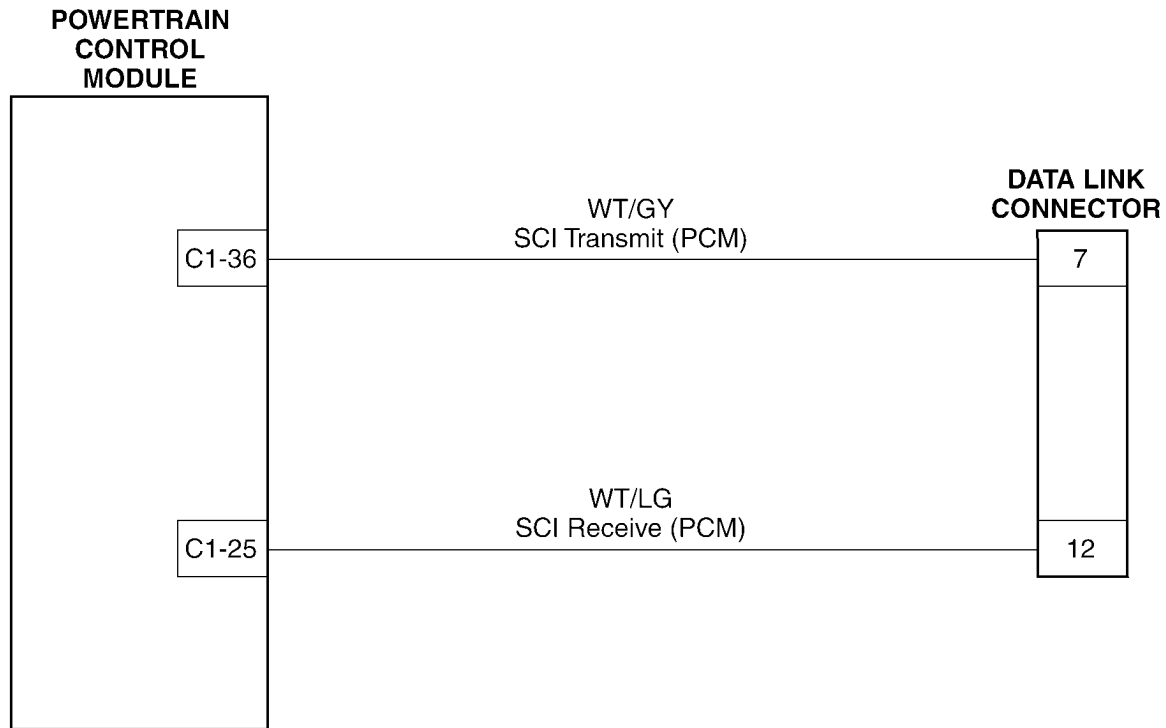 POWERTRAIN
CONTROL
MODULE
DATA LINK
CONNECTOR
WT/GY
SCI Transmit (PCM)
C1-36
7
WT/LG
SCI Receive (PCM)
C1-25
12